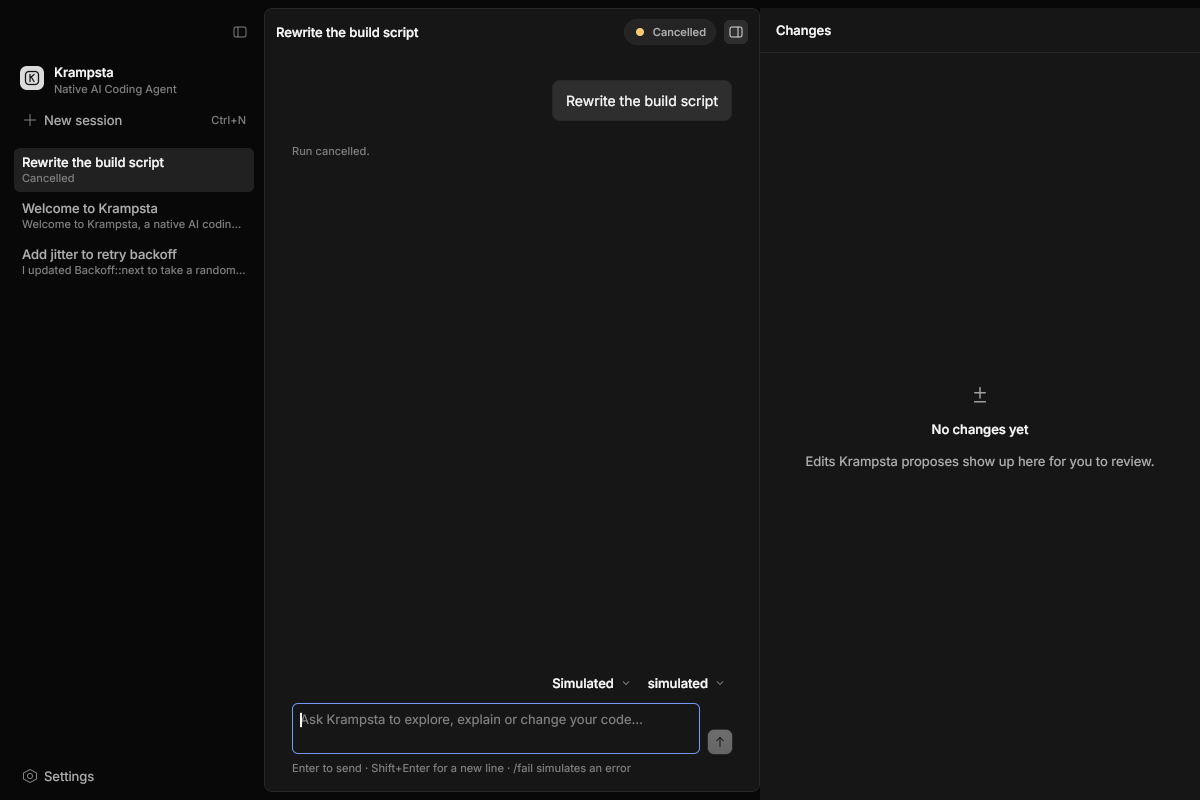 Krampsta
Native AI Coding Agent
New session
Ctrl+N
Rewrite the build script
Cancelled
Welcome to Krampsta
Welcome to Krampsta, a native AI codin...
Add jitter to retry backoff
I updated Backoff::next to take a random...
Settings
Rewrite the build script
Cancelled
Rewrite the build script
Run cancelled.
Simulated
simulated
Ask Krampsta to explore, explain or change your code...
Enter to send · Shift+Enter for a new line · /fail simulates an error
Changes
No changes yet
Edits Krampsta proposes show up here for you to review.